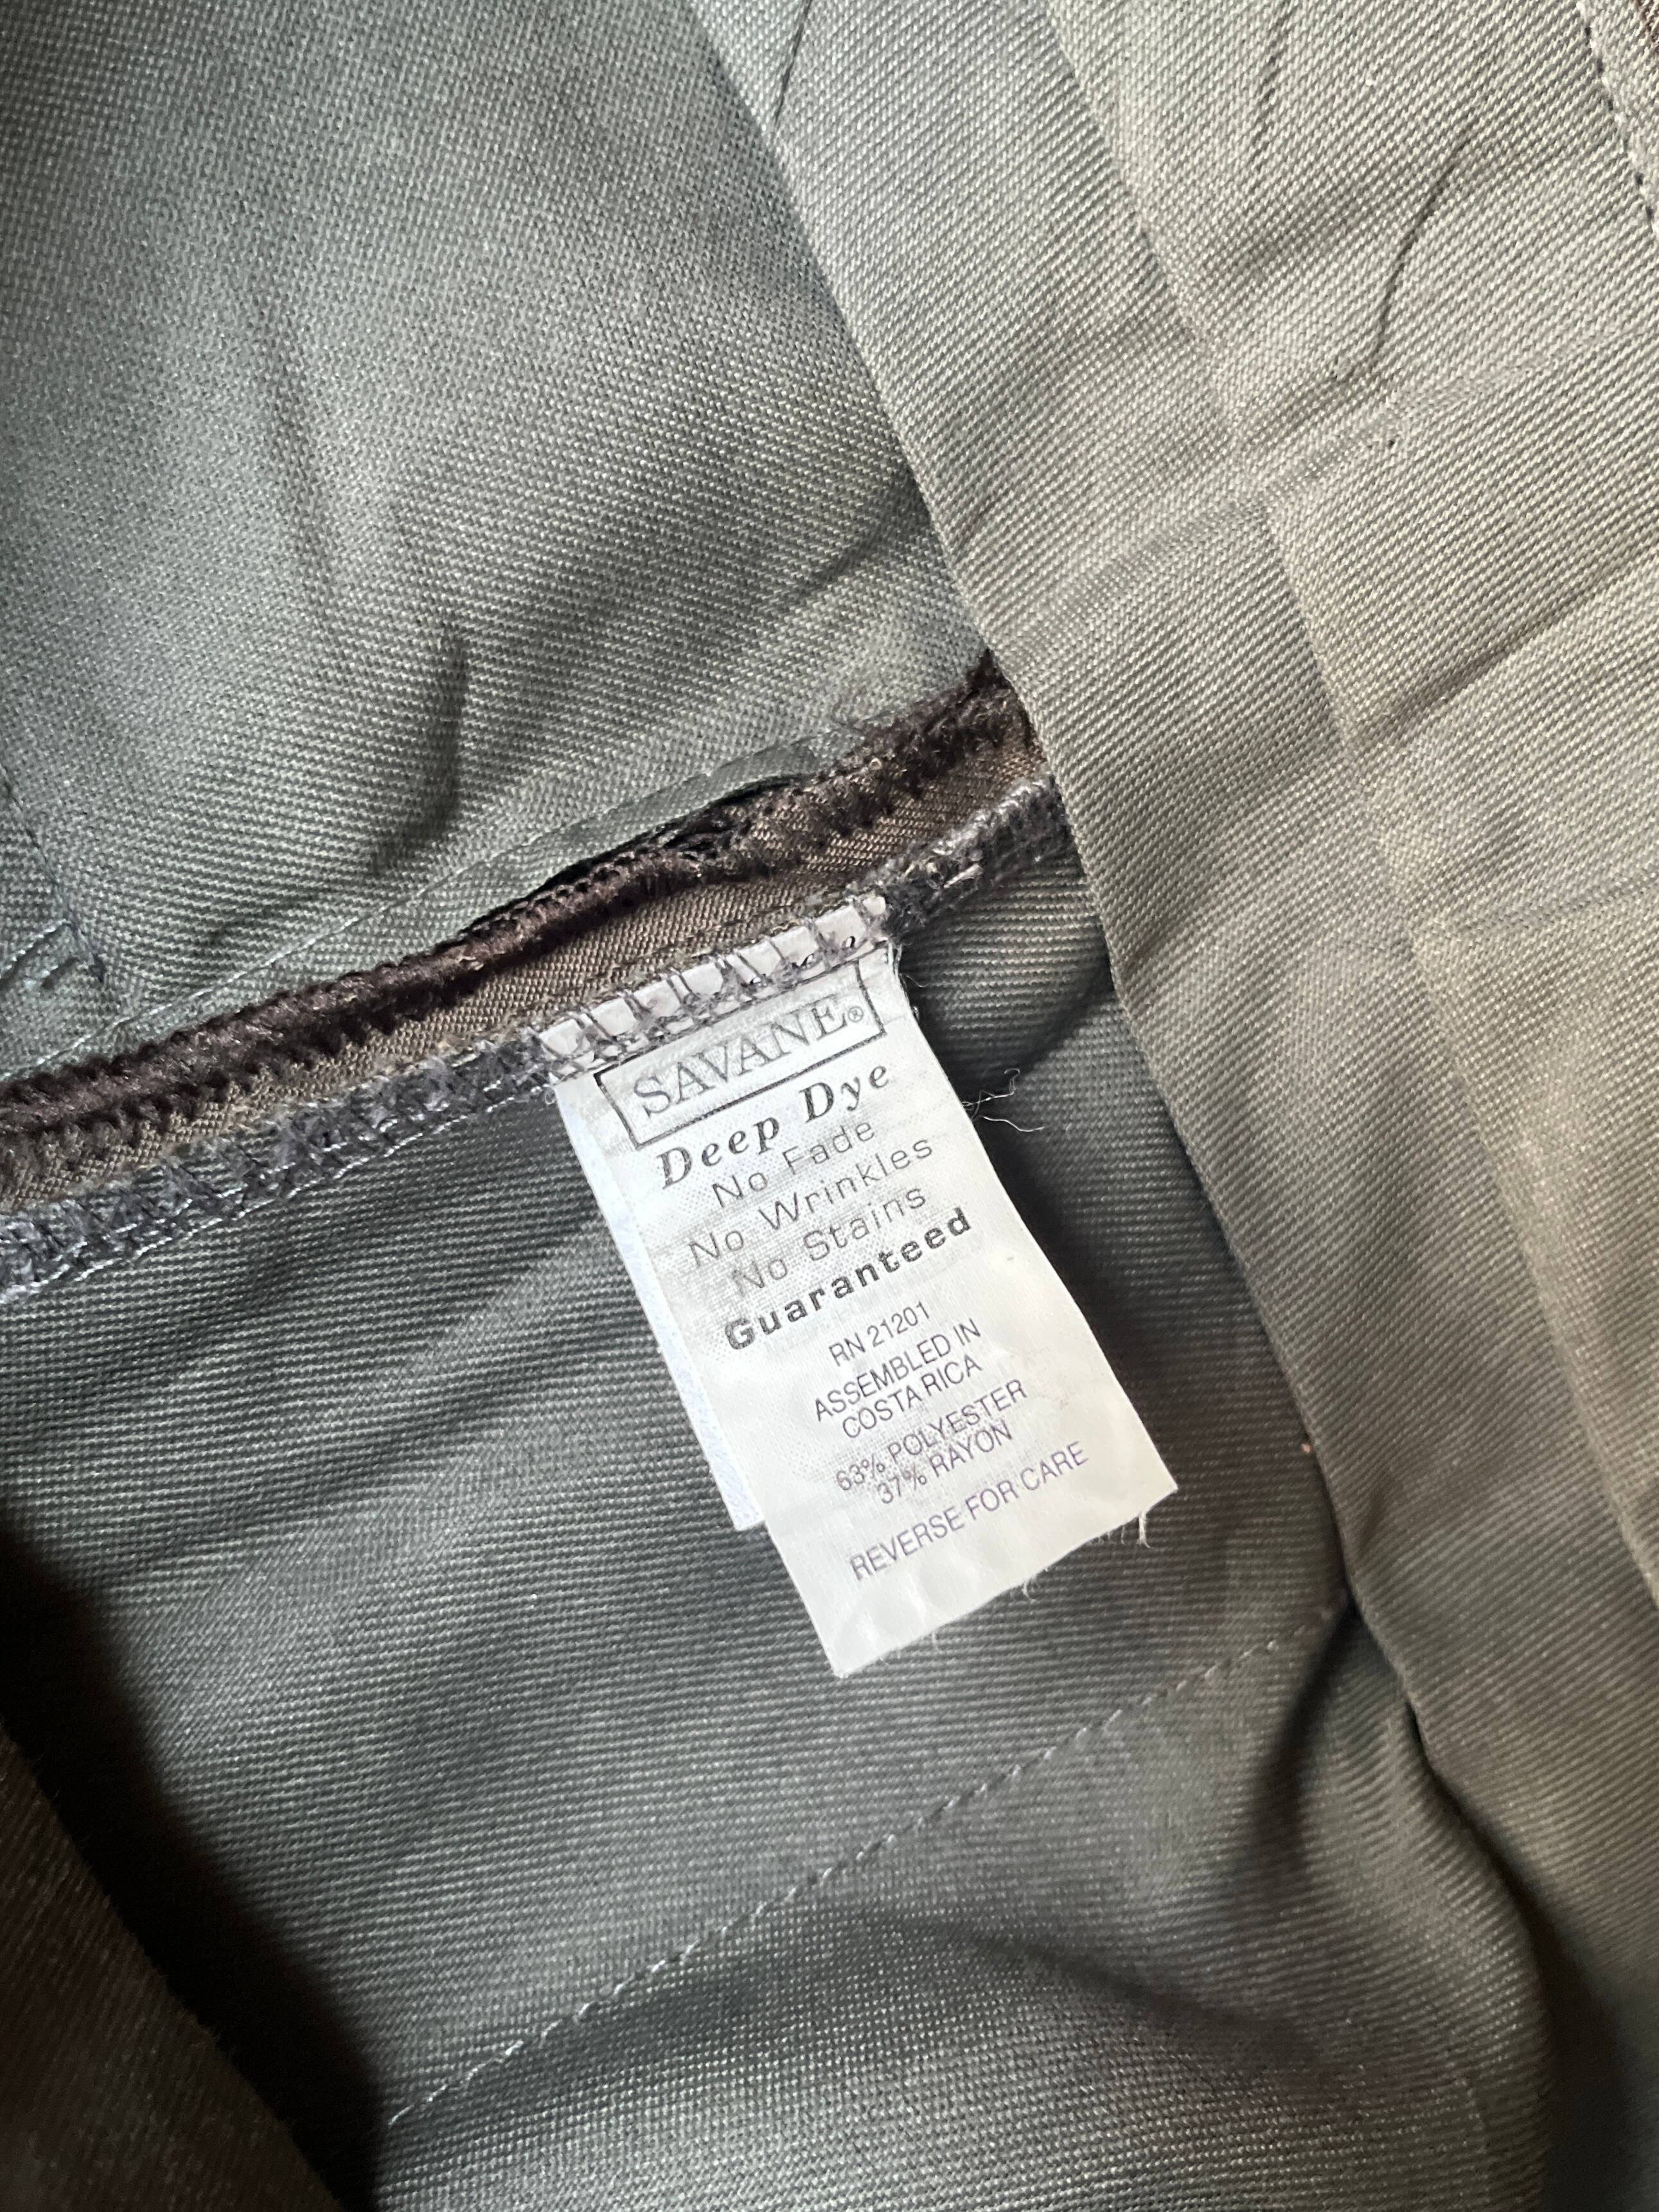 SAVANE®
Deep Dye
No Fade
No Wrinkles
No Stains
Guaranteed
RN 21201
ASSEMBLED IN
COSTA RICA
63% POLYESTER
37% RAYON
REVERSE FOR CARE